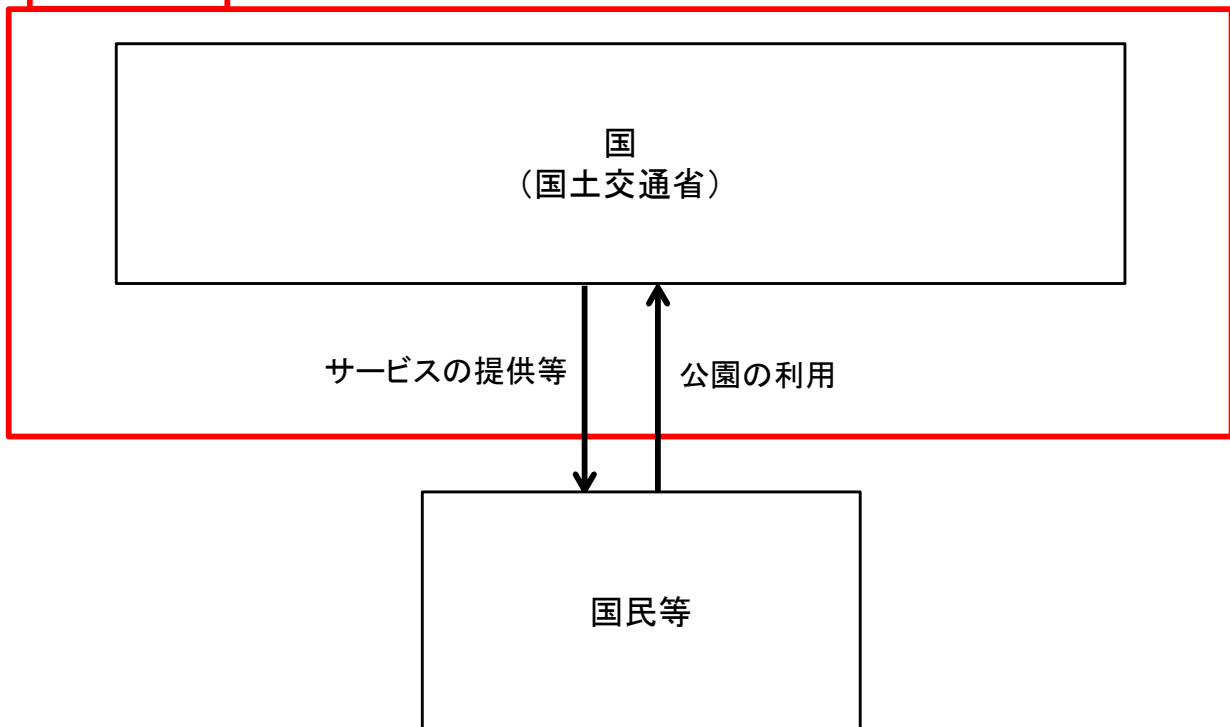 国
（国土交通省）
サービスの提供等
公園の利用
国民等